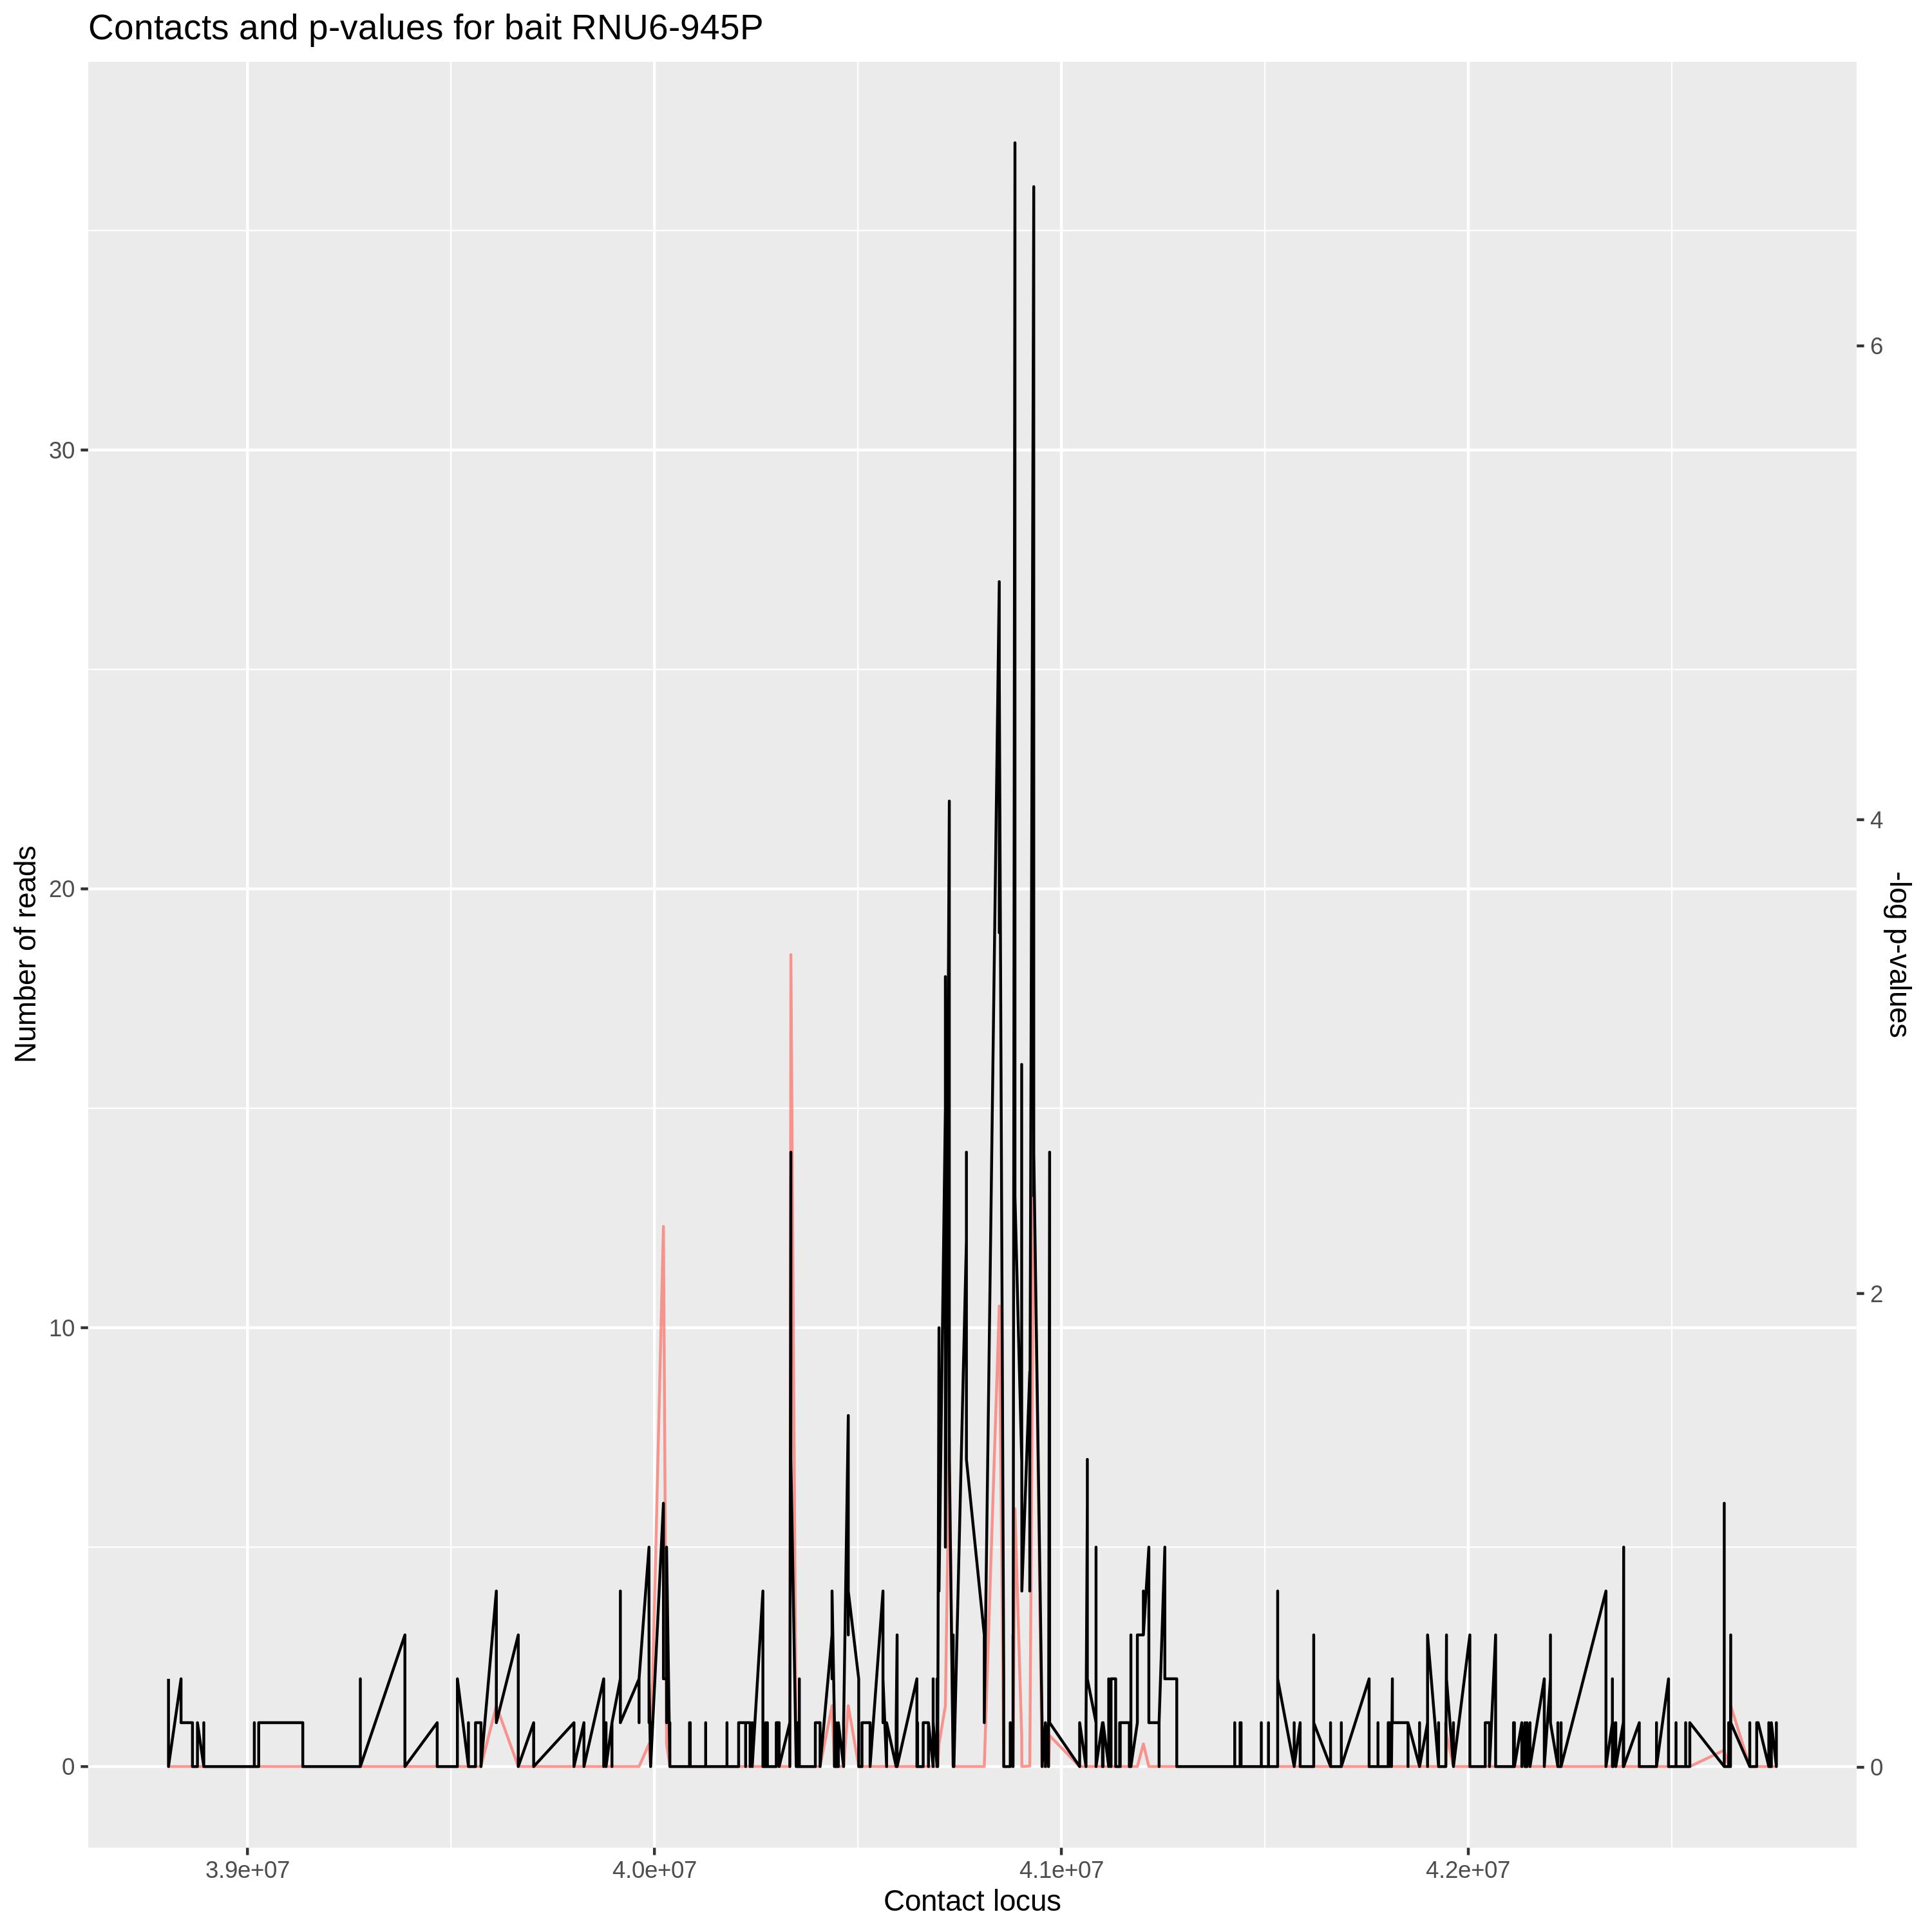 Contacts and p-values for bait RNU6-945P
Number of reads
30
20
10
0
6
4
2
0
-log p-values
3.9e+07
4.0e+07
4.1e+07
4.2e+07
Contact locus